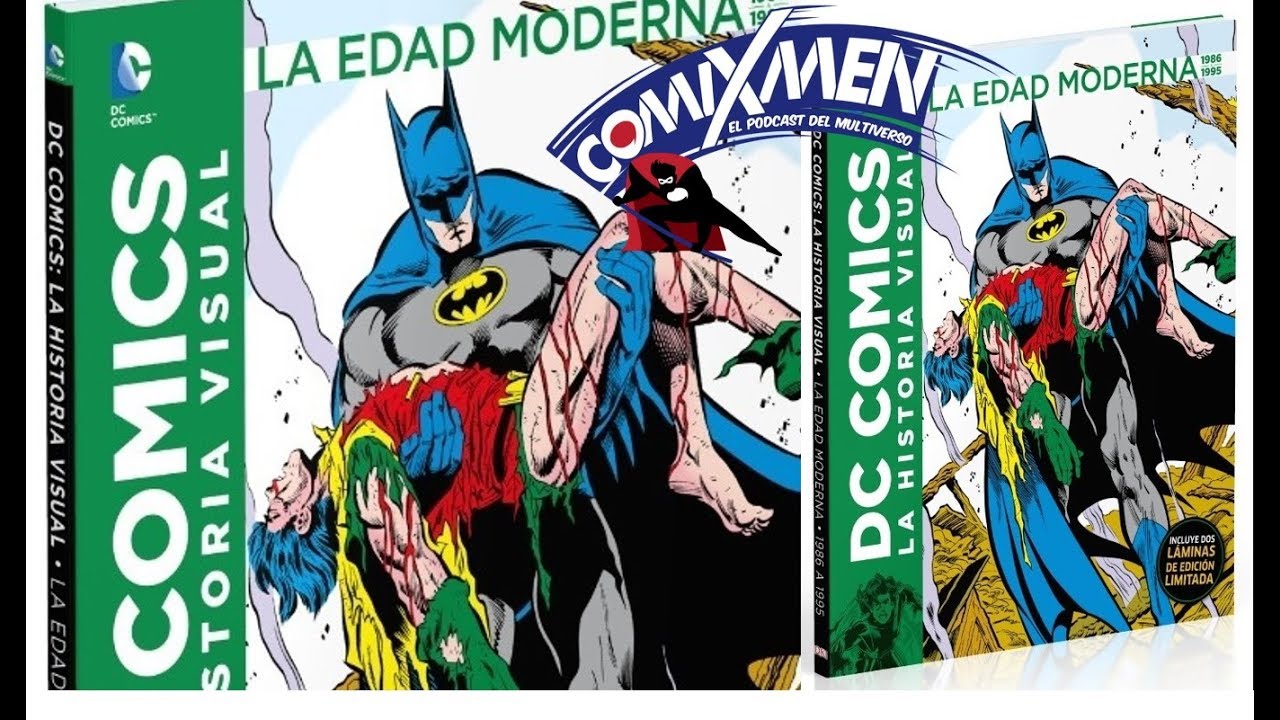 DC
COMICS™
LA EDAD MODERNA
COMICS
STORIA VISUAL
DC COMICS: LA HISTORIA VISUAL • LA EDAD
COMIXMEN
EL PODCAST DEL MULTIVERSO
LA EDAD MODERNA 1986
1995
DC COMICS
LA HISTORIA VISUAL
DC COMICS: LA HISTORIA VISUAL • LA EDAD MODERNA • 1986 A 1995
INCLUYE DOS
LÁMINAS
DE EDICIÓN
LIMITADA